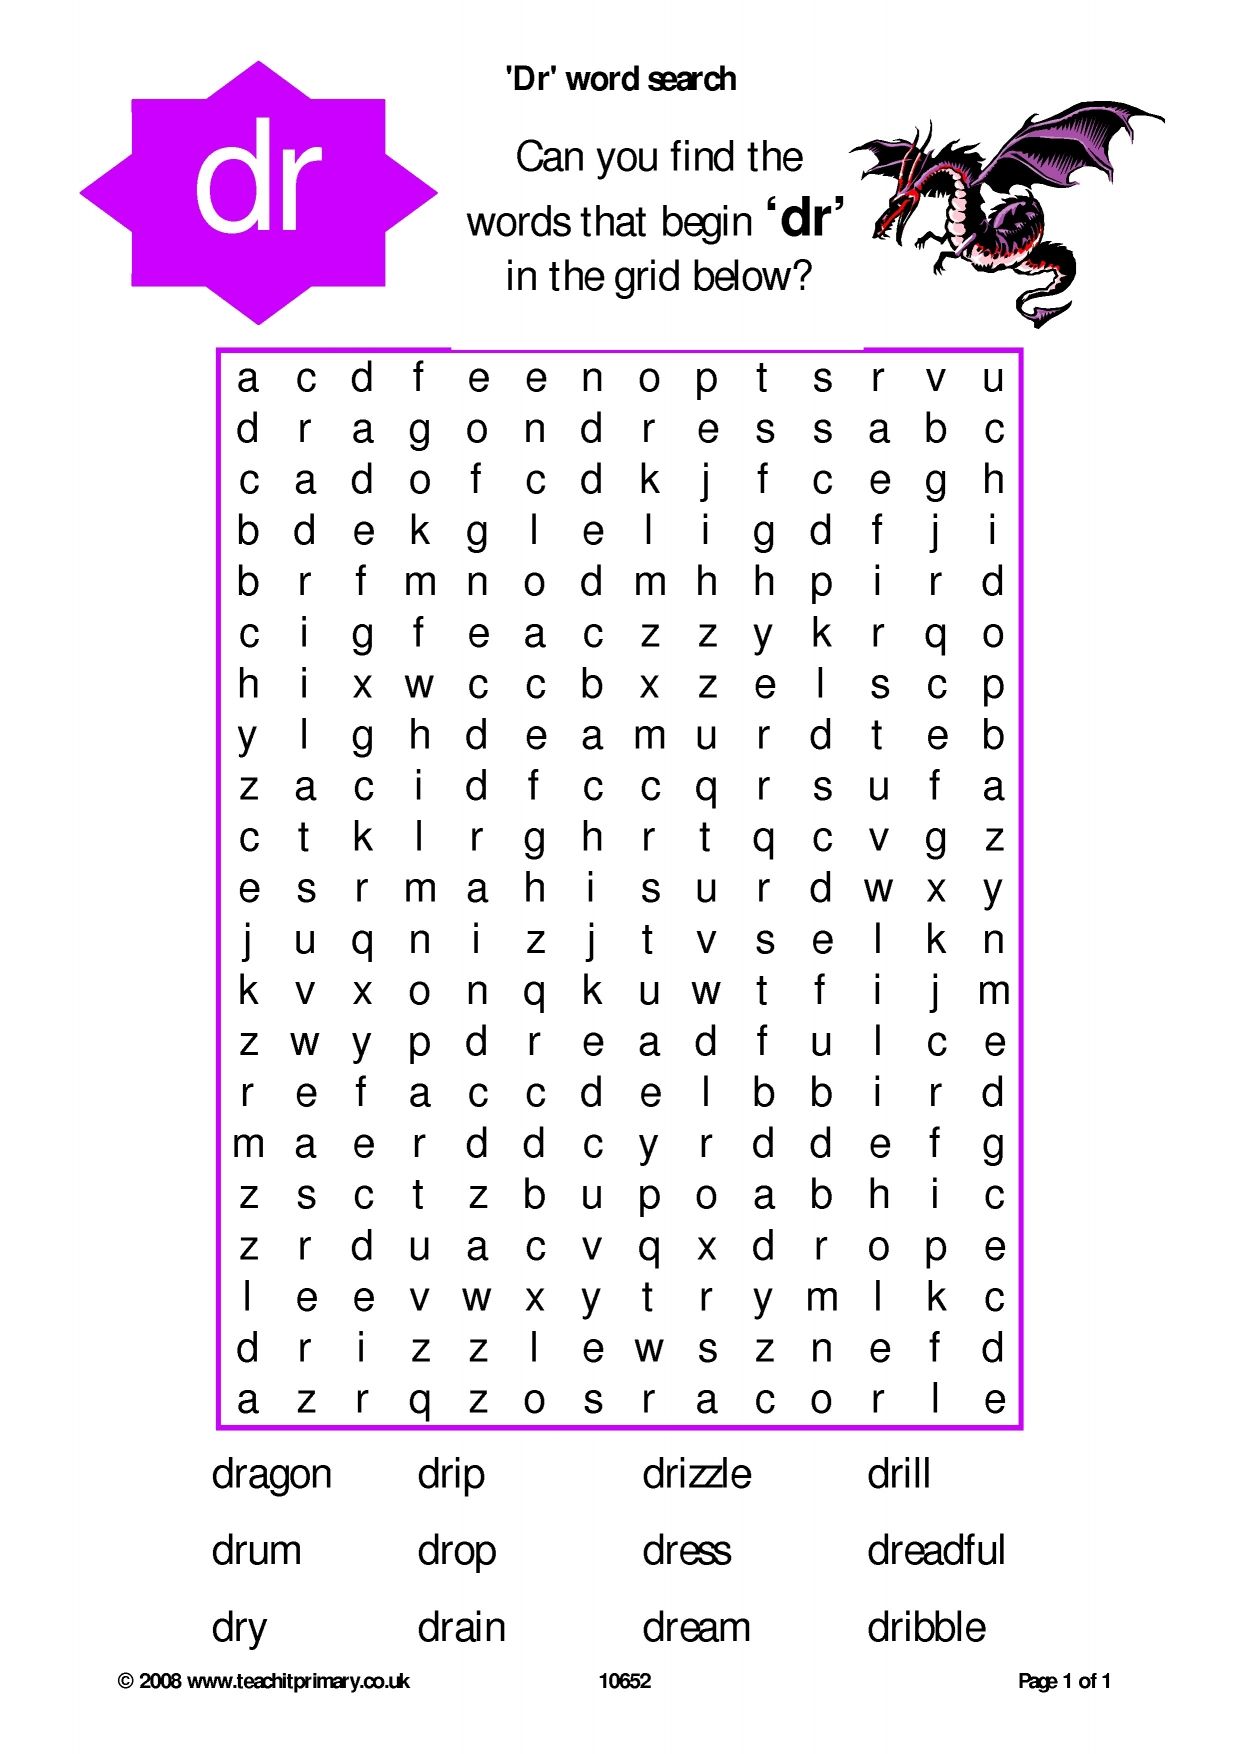 'Dr' word search
dr
Can you find the
words that begin ‘dr’
in the grid below?
a c d f e e n o p t s r v u
d r a g o n d r e s s a b c
c a d o f c d k j f c e g h
b d e k g l e l i g d f j i
b r f m n o d m h h p i r d
c i g f e a c z z y k r q o
h i x w c c b x z e l s c p
y l g h d e a m u r d t e b
z a c i d f c c q r s u f a
c t k l r g h r t q c v g z
e s r m a h i s u r d w x y
j u q n i z j t v s e l k n
k v x o n q k u w t f i j m
z w y p d r e a d f u l c e
r e f a c c d e l b b i r d
m a e r d d c y r d d e f g
z s c t z b u p o a b h i c
z r d u a c v q x d r o p e
l e e v w x y t r y m l k c
d r i z z l e w s z n e f d
a z r q z o s r a c o r l e
dragon drip drizzle drill
drum drop dress dreadful
dry drain dream dribble
© 2008 www.teachitprimary.co.uk 10652 Page 1 of 1